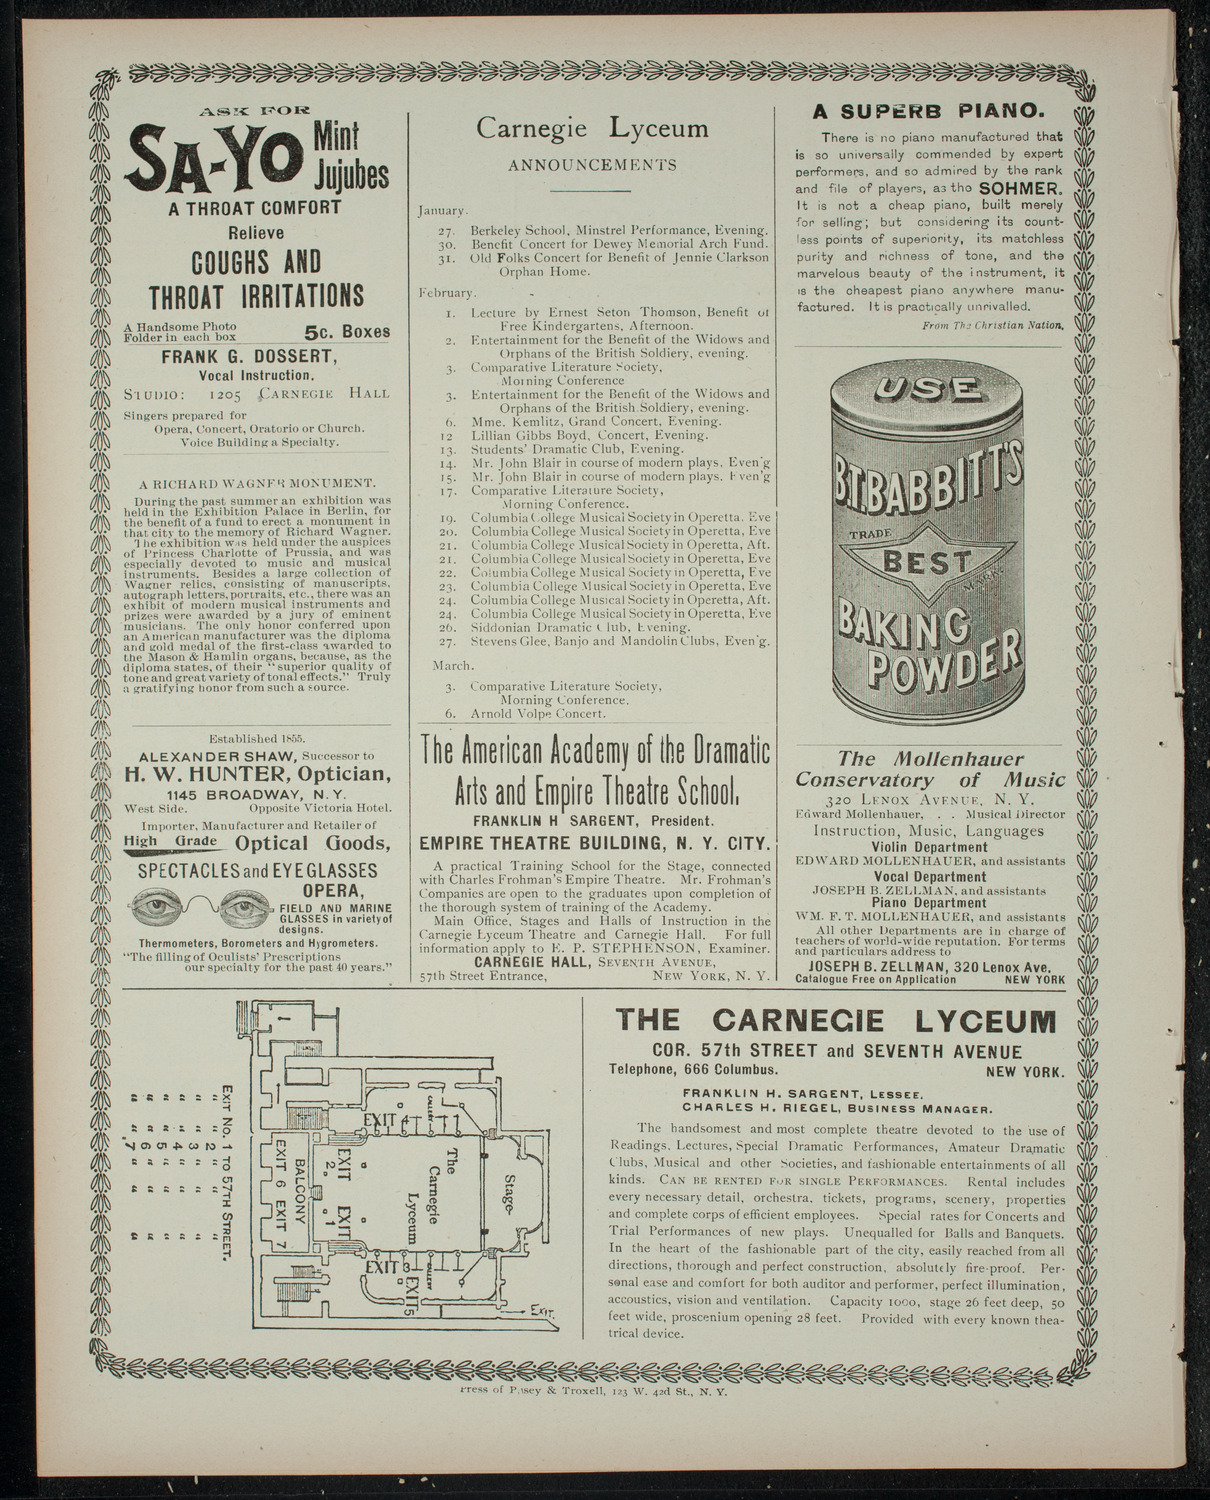 ASK FOR
SA-YO Mint Jujubes
A THROAT COMFORT
Relieve
COUGHS AND
THROAT IRRITATIONS
A Handsome Photo
Folder in each box
5c. Boxes
FRANK G. DOSSERT,
Vocal Instruction.
STUDIO: 1205 CARNEGIE HALL
Singers prepared for
Opera, Concert, Oratorio or Church.
Voice Building a Specialty.
A RICHARD WAGNER MONUMENT.
During the past summer an exhibition was
held in the Exhibition Palace in Berlin, for
the benefit of a fund to erect a monument in
that city to the memory of Richard Wagner.
The exhibition was held under the auspices
of Princess Charlotte of Prussia, and was
especially devoted to music and musical
instruments. Besides a large collection of
Wagner relics, consisting of manuscripts,
autograph letters, portraits, etc., there was an
exhibit of modern musical instruments and
prizes were awarded by a jury of eminent
musicians. The only honor conferred upon
an American manufacturer was the diploma
and gold medal of the first-class awarded to
the Mason & Hamlin organs, because, as the
diploma states, of their "superior quality of
tone and great variety of tonal effects." Truly
a gratifying honor from such a source.
Established 1855.
ALEXANDER SHAW, Successor to
H. W. HUNTER, Optician,
1145 BROADWAY, N. Y.
West Side. Opposite Victoria Hotel.
Importer, Manufacturer and Retailer of
High Grade Optical Goods,
SPECTACLES and EYEGLASSES
OPERA,
FIELD AND MARINE
GLASSES in variety of
designs.
Thermometers, Borometers and Hygrometers.
"The filling of Oculists' Prescriptions
our specialty for the past 40 years."
Carnegie Lyceum
ANNOUNCEMENTS
January.
27. Berkeley School, Minstrel Performance, Evening.
30. Benefit Concert for Dewey Memorial Arch Fund.
31. Old Folks Concert for Benefit of Jennie Clarkson
Orphan Home.
February.
1. Lecture by Ernest Seton Thomson, Benefit of
Free Kindergartens, Afternoon.
2. Entertainment for the Benefit of the Widows and
Orphans of the British Soldiery, evening.
3. Comparative Literature Society,
Morning Conference
3. Entertainment for the Benefit of the Widows and
Orphans of the British Soldiery, evening.
6. Mme. Kemlitz, Grand Concert, Evening.
12 Lillian Gibbs Boyd, Concert, Evening.
13. Students' Dramatic Club, Evening.
14. Mr. John Blair in course of modern plays, Even'g
15. Mr. John Blair in course of modern plays, Even'g
17. Comparative Literature Society,
Morning Conference.
19. Columbia College Musical Society in Operetta, Eve
20. Columbia College Musical Society in Operetta, Eve
21. Columbia College Musical Society in Operetta, Aft.
21. Columbia College Musical Society in Operetta, Eve
22. Columbia College Musical Society in Operetta, Eve
23. Columbia College Musical Society in Operetta, Eve
24. Columbia College Musical Society in Operetta, Aft.
24. Columbia College Musical Society in Operetta, Eve
26. Siddonian Dramatic Club, Evening.
27. Stevens Glee, Banjo and Mandolin Clubs, Even'g.
March.
3. Comparative Literature Society,
Morning Conference.
6. Arnold Volpe Concert.
The American Academy of the Dramatic
Arts and Empire Theatre School,
FRANKLIN H SARGENT, President.
EMPIRE THEATRE BUILDING, N. Y. CITY.
A practical Training School for the Stage, connected
with Charles Frohman's Empire Theatre. Mr. Frohman's
Companies are open to the graduates upon completion of
the thorough system of training of the Academy.
Main Office, Stages and Halls of Instruction in the
Carnegie Lyceum Theatre and Carnegie Hall. For full
information apply to E. P. STEPHENSON, Examiner.
CARNEGIE HALL, SEVENTH AVENUE,
57th Street Entrance, NEW YORK, N. Y.
A SUPERB PIANO.
There is no piano manufactured that
is so universally commended by expert
performers, and so admired by the rank
and file of players, as tho SOHMER.
It is not a cheap piano, built merely
for selling; but considering its count-
less points of superiority, its matchless
purity and richness of tone, and the
marvelous beauty of the instrument, it
is the cheapest piano anywhere manu-
factured. It is practically unrivalled.
From The Christian Nation.
USE
B.T. BABBITT'S
TRADE
BEST
MARK
BAKING
POWDER
The Mollenhauer
Conservatory of Music
320 LENOX AVENUE, N. Y.
Edward Mollenhauer, . . Musical Director
Instruction, Music, Languages
Violin Department
EDWARD MOLLENHAUER, and assistants
Vocal Department
JOSEPH B. ZELLMAN, and assistants
Piano Department
WM. F. T. MOLLENHAUER, and assistants
All other Departments are in charge of
teachers of world-wide reputation. For terms
and particulars address to
JOSEPH B. ZELLMAN, 320 Lenox Ave.
Catalogue Free on Application NEW YORK
EXIT NO. 1 TO 57TH STREET.
" " 2 " " "
" " 3 " " "
" " 4 " " "
" " 5 " " "
" " 6 " " "
" " 7 " " "
EXIT 6 EXIT 7
BALCONY
EXIT 2
EXIT 1
EXIT 4
GALLERY
The Carnegie Lyceum
Stage
EXIT 3
GALLERY
EXIT 5
EXIT.
THE CARNEGIE LYCEUM
COR. 57th STREET and SEVENTH AVENUE
Telephone, 666 Columbus. NEW YORK.
FRANKLIN H. SARGENT, LESSEE,
CHARLES H. RIEGEL, BUSINESS MANAGER.
The handsomest and most complete theatre devoted to the use of
Readings, Lectures, Special Dramatic Performances, Amateur Dramatic
Clubs, Musical and other Societies, and fashionable entertainments of all
kinds. CAN BE RENTED FOR SINGLE PERFORMANCES. Rental includes
every necessary detail, orchestra, tickets, programs, scenery, properties
and complete corps of efficient employees. Special rates for Concerts and
Trial Performances of new plays. Unequalled for Balls and Banquets.
In the heart of the fashionable part of the city, easily reached from all
directions, thorough and perfect construction, absolutely fire-proof. Per-
sonal ease and comfort for both auditor and performer, perfect illumination,
accoustics, vision and ventilation. Capacity 1000, stage 26 feet deep, 50
feet wide, proscenium opening 28 feet. Provided with every known thea-
trical device.
Press of Pusey & Troxell, 123 W. 42d St., N. Y.